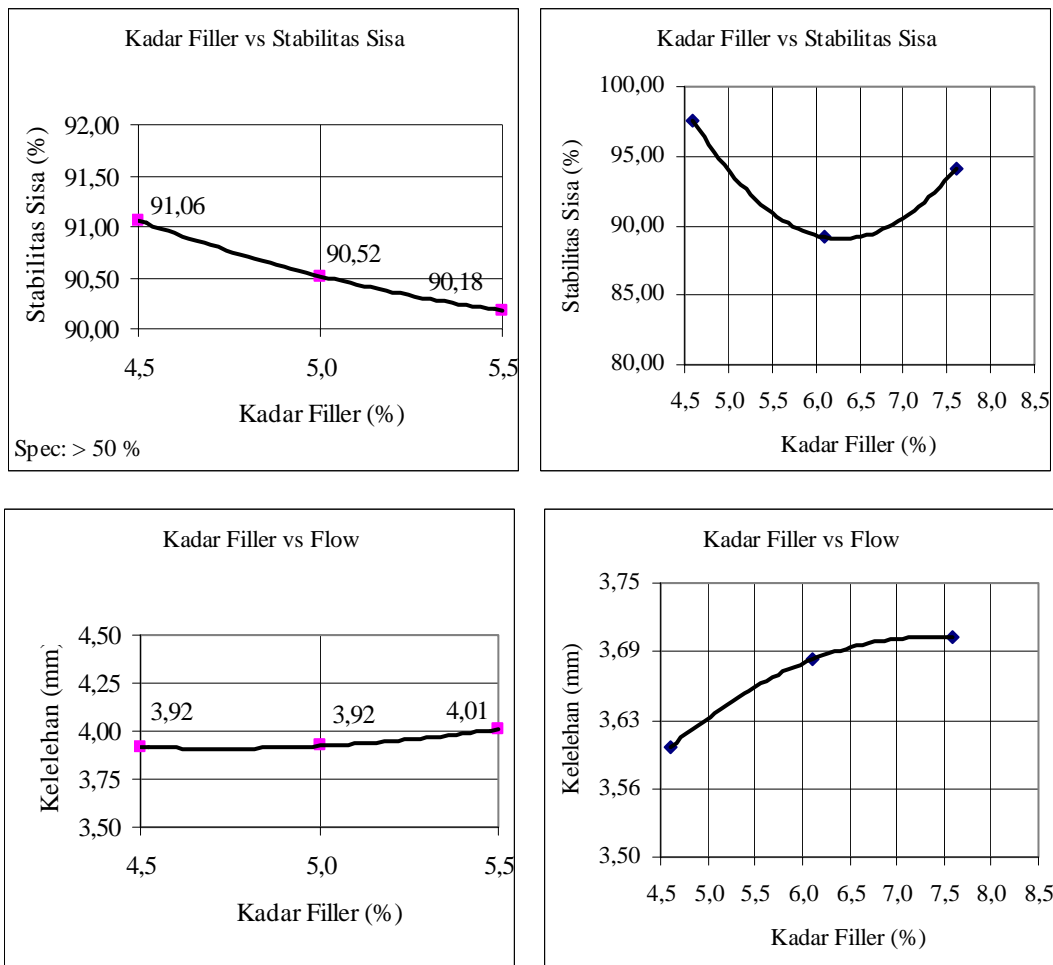 Kadar Filler vs Stabilitas Sisa
Stabilitas Sisa (%)
92,00
91,50
91,00
90,50
90,00
91,06
90,52
90,18
4,5
5,0
5,5
Kadar Filler (%)
Spec: > 50 %
Kadar Filler vs Stabilitas Sisa
Stabilitas Sisa (%)
100,00
95,00
90,00
85,00
80,00
4,5 5,0 5,5 6,0 6,5 7,0 7,5 8,0 8,5
Kadar Filler (%)
Kadar Filler vs Flow
Kelelehan (mm)
4,50
4,25
4,00
3,75
3,50
3,92
3,92
4,01
4,5
5,0
5,5
Kadar Filler (%)
Kadar Filler vs Flow
Kelelehan (mm)
3,75
3,69
3,63
3,56
3,50
4,5 5,0 5,5 6,0 6,5 7,0 7,5 8,0 8,5
Kadar Filler (%)